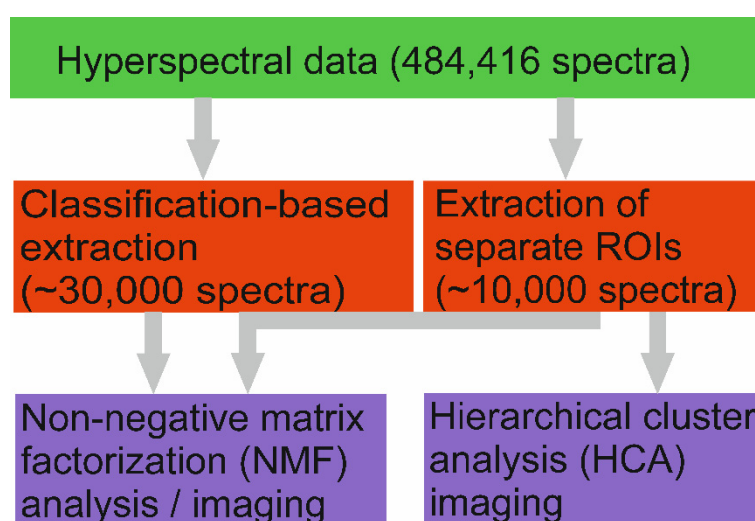 Hyperspectral data (484,416 spectra)
Classification-based
extraction
(~30,000 spectra)
Extraction of
separate ROIs
(~10,000 spectra)
Non-negative matrix
factorization (NMF)
analysis / imaging
Hierarchical cluster
analysis (HCA)
imaging